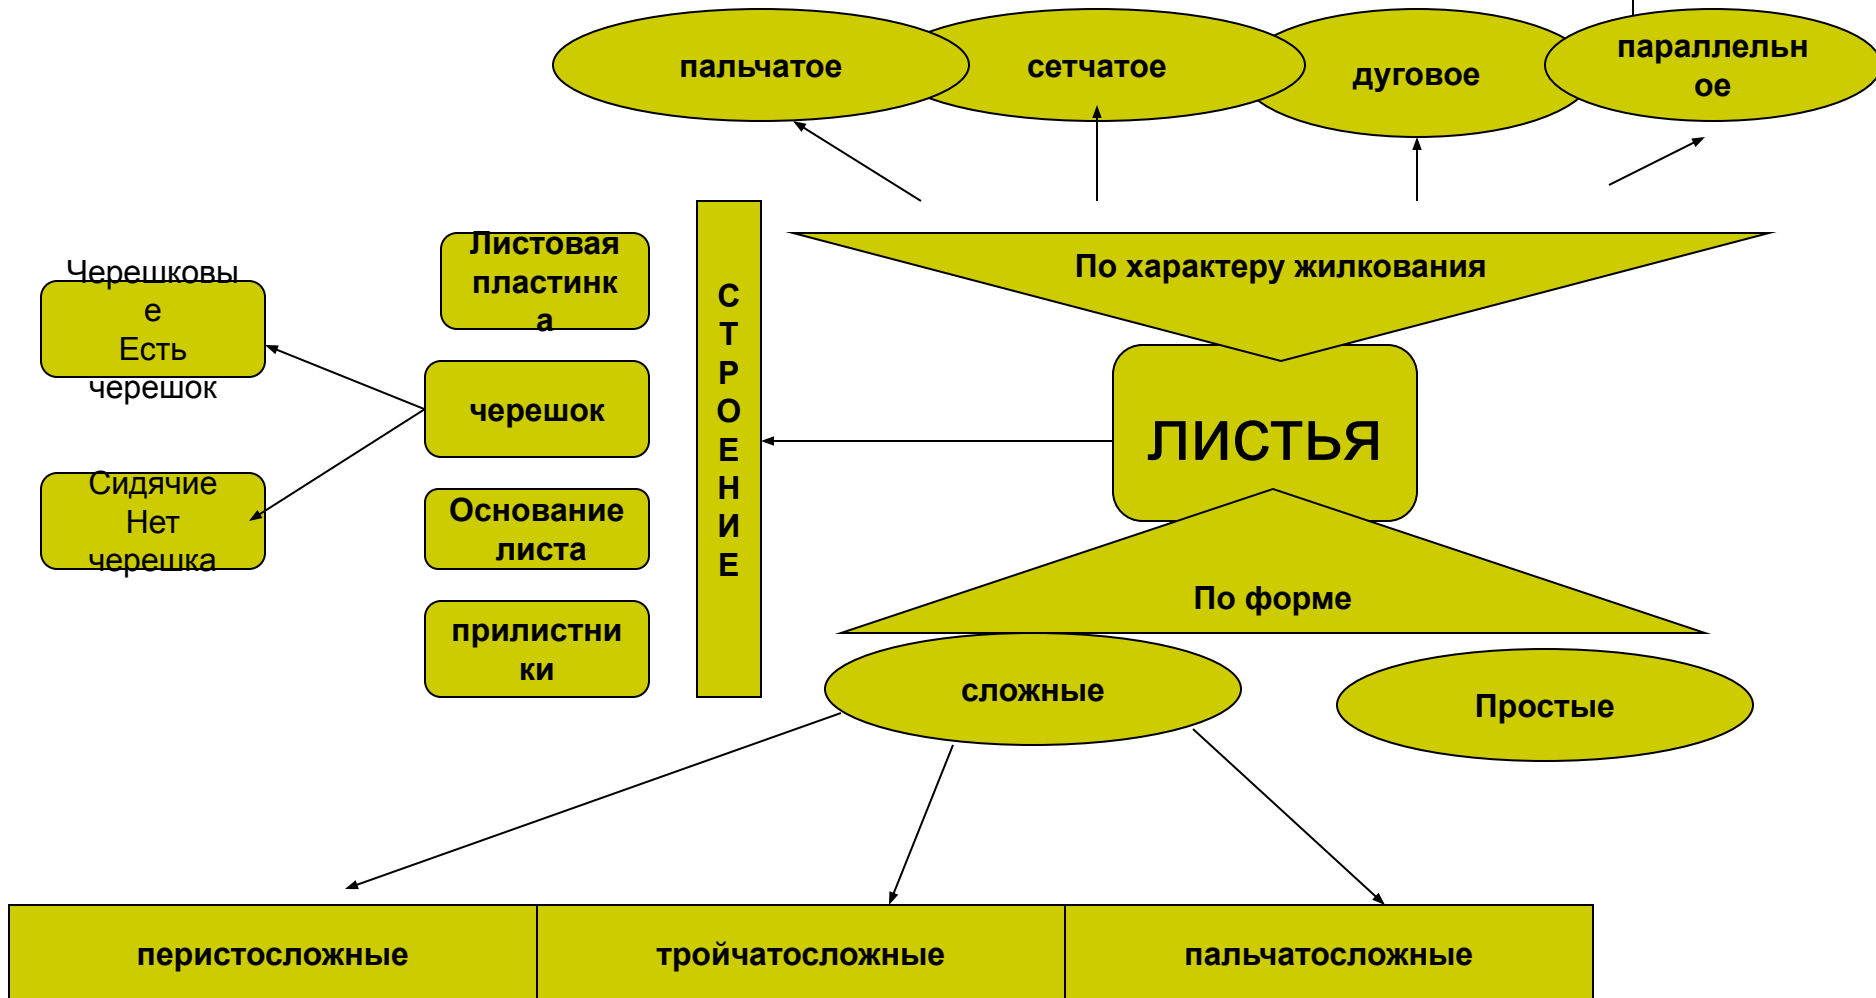 пальчатое
сетчатое
дуговое
параллельн
ое
По характеру жилкования
Листовая
пластинк
а
черешок
Основание
листа
прилистни
ки
Черешковы
е
Есть
черешок
Сидячие
Нет
черешка
С
Т
Р
О
Е
Н
И
Е
ЛИСТЬЯ
По форме
сложные
Простые
перистосложные
тройчатосложные
пальчатосложные